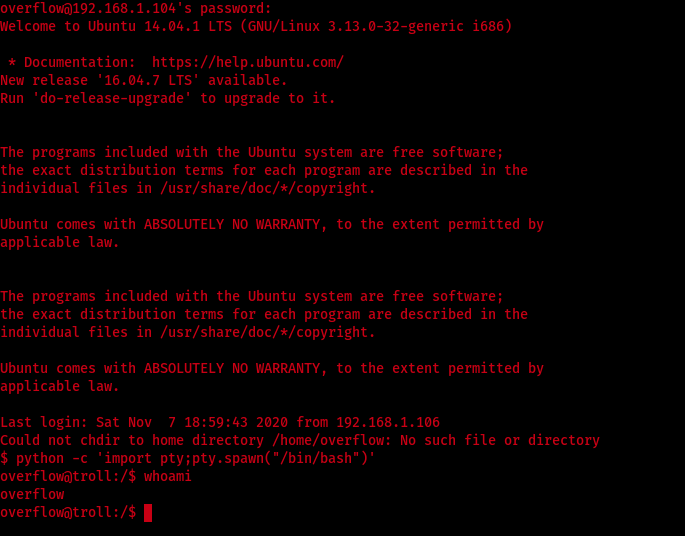 overflow@192.168.1.104's password:
Welcome to Ubuntu 14.04.1 LTS (GNU/Linux 3.13.0-32-generic i686)
* Documentation:  https://help.ubuntu.com/
New release '16.04.7 LTS' available.
Run 'do-release-upgrade' to upgrade to it.
The programs included with the Ubuntu system are free software;
the exact distribution terms for each program are described in the
individual files in /usr/share/doc/*/copyright.
Ubuntu comes with ABSOLUTELY NO WARRANTY, to the extent permitted by
applicable law.
The programs included with the Ubuntu system are free software;
the exact distribution terms for each program are described in the
individual files in /usr/share/doc/*/copyright.
Ubuntu comes with ABSOLUTELY NO WARRANTY, to the extent permitted by
applicable law.
Last login: Sat Nov  7 18:59:43 2020 from 192.168.1.106
Could not chdir to home directory /home/overflow: No such file or directory
$ python -c 'import pty;pty.spawn("/bin/bash")'
overflow@troll:/$ whoami
overflow
overflow@troll:/$